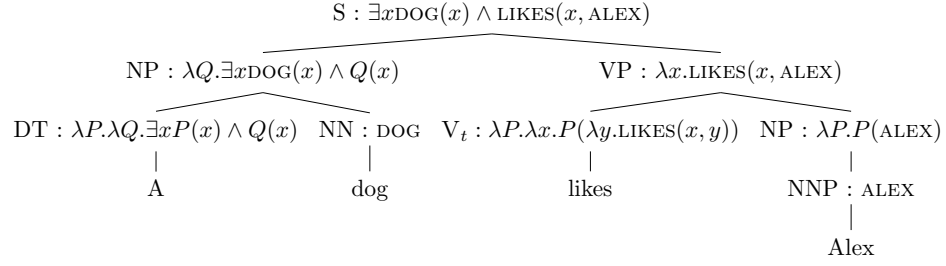 S : ∃xDOG(x) ∧ LIKES(x, ALEX)
NP : λQ.∃xDOG(x) ∧ Q(x) VP : λx.LIKES(x, ALEX)
DT : λP.λQ.∃xP(x) ∧ Q(x) NN : DOG V_t : λP.λx.P(λy.LIKES(x, y)) NP : λP.P(ALEX)
A dog likes NNP : ALEX
Alex